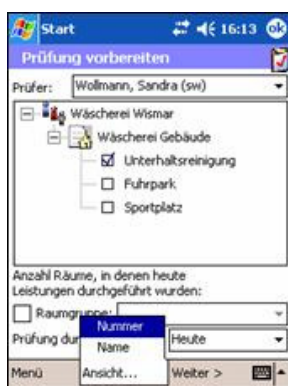 Start 16:13 ok
Prüfung vorbereiten
Prüfer: Wollmann, Sandra (sw)
Wäscherei Wismar
Wäscherei Gebäude
Unterhaltsreinigung
Fuhrpark
Sportplatz
Anzahl Räume, in denen heute
Leistungen durchgeführt wurden:
Raumgruppe:
Nummer
Prüfung du Heute
Name
Menü Ansicht... Weiter >